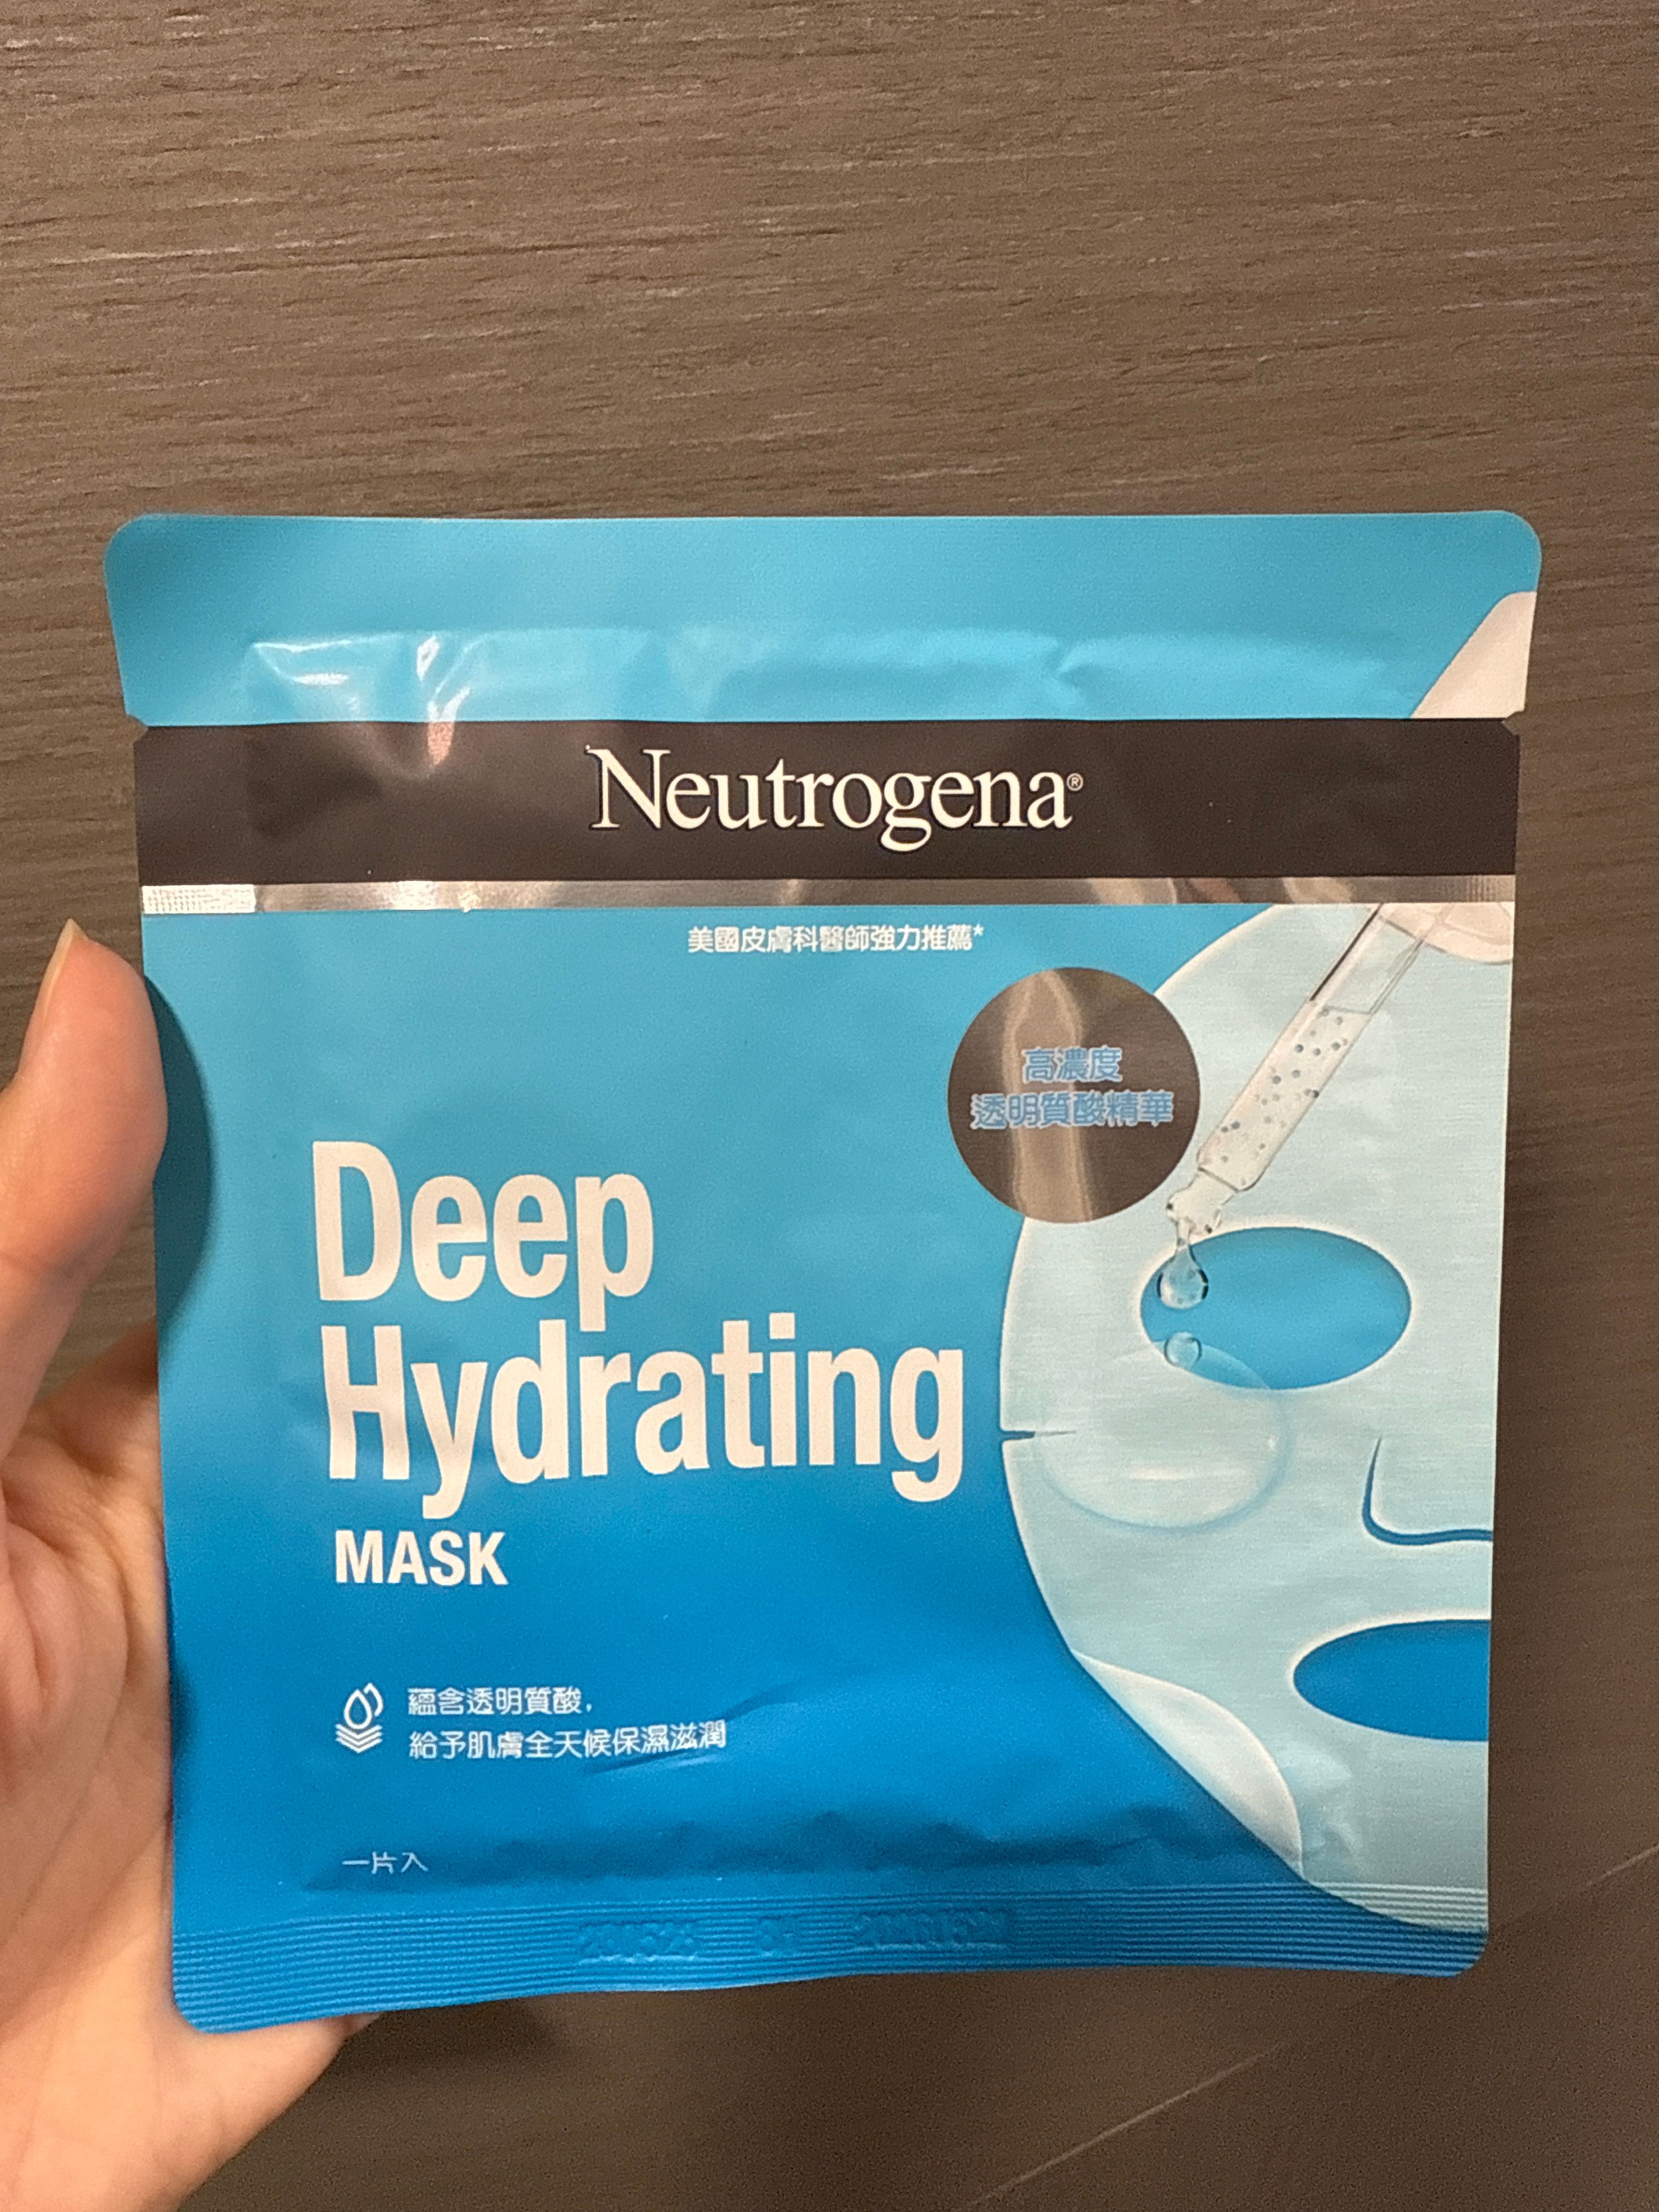 Neutrogena®
美國皮膚科醫師強力推薦*
高濃度
透明質酸精華
Deep
Hydrating
MASK
蘊含透明質酸,
給予肌膚全天候保濕滋潤
一片入